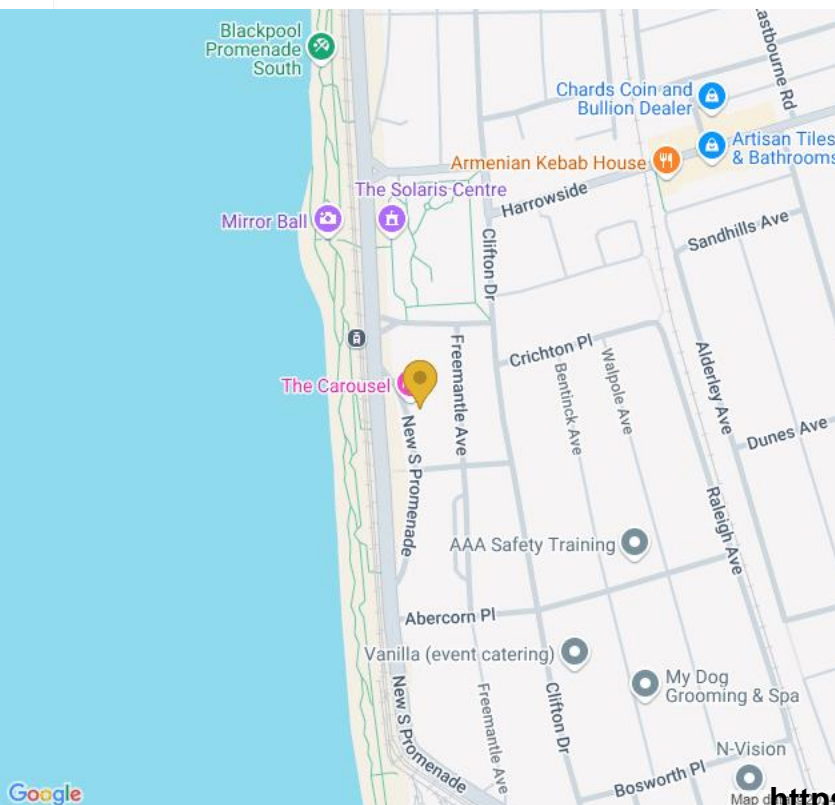 Blackpool
Promenade
South
Chards Coin and
Bullion Dealer
Eastbourne Rd
Armenian Kebab House
Artisan Tiles
& Bathrooms
The Solaris Centre
Mirror Ball
Harrowside
Sandhills Ave
Clifton Dr
Crichton Pl
Freemantle Ave
Bentinck Ave
Walpole Ave
Alderley Ave
Dunes Ave
The Carousel
New S Promenade
Raleigh Ave
AAA Safety Training
Abercorn Pl
Vanilla (event catering)
My Dog
Grooming & Spa
New S Promenade
Freemantle Ave
Clifton Dr
N-Vision
Bosworth Pl
Google
Map
https